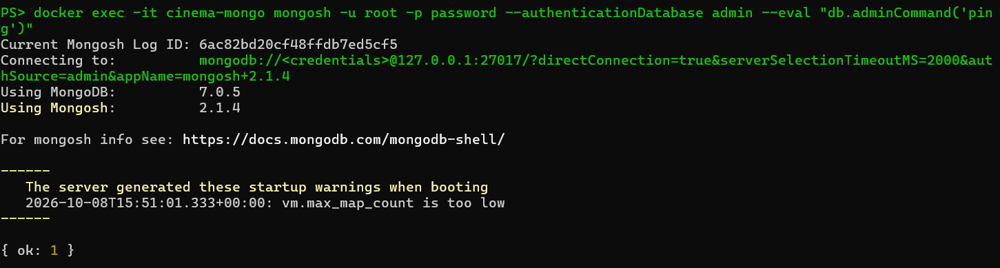 PS> docker exec -it cinema-mongo mongosh -u root -p password --authenticationDatabase admin --eval "db.adminCommand('pin
g')"
Current Mongosh Log ID: 6ac82bd20cf48ffdb7ed5cf5
Connecting to:          mongodb://<credentials>@127.0.0.1:27017/?directConnection=true&serverSelectionTimeoutMS=2000&aut
hSource=admin&appName=mongosh+2.1.4
Using MongoDB:          7.0.5
Using Mongosh:          2.1.4
For mongosh info see: https://docs.mongodb.com/mongodb-shell/
------
   The server generated these startup warnings when booting
   2026-10-08T15:51:01.333+00:00: vm.max_map_count is too low
------
{ ok: 1 }